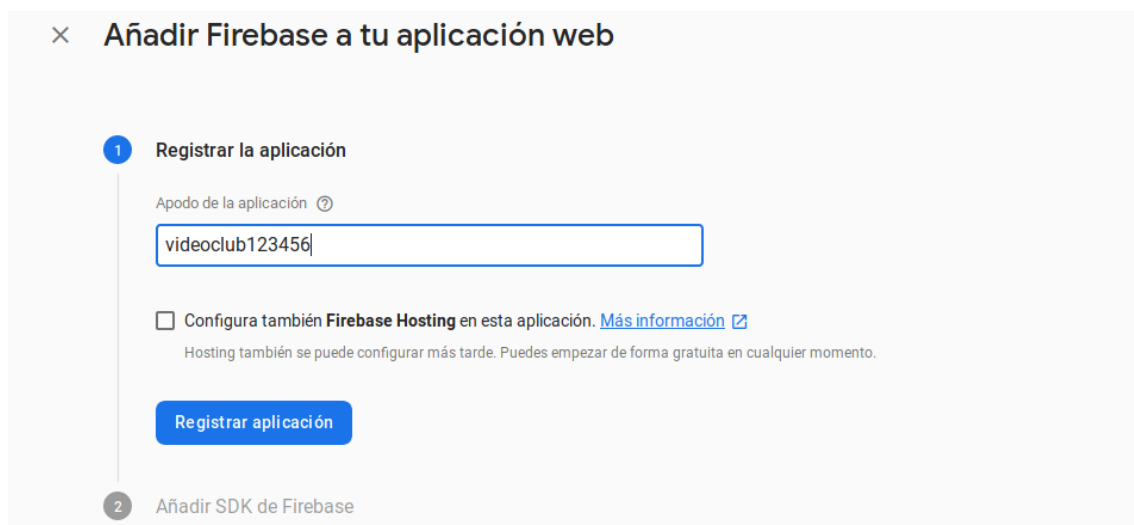 Añadir Firebase a tu aplicación web
1 Registrar la aplicación
Apodo de la aplicación ?
videoclub123456
Configura también Firebase Hosting en esta aplicación. Más información
Hosting también se puede configurar más tarde. Puedes empezar de forma gratuita en cualquier momento.
Registrar aplicación
2 Añadir SDK de Firebase